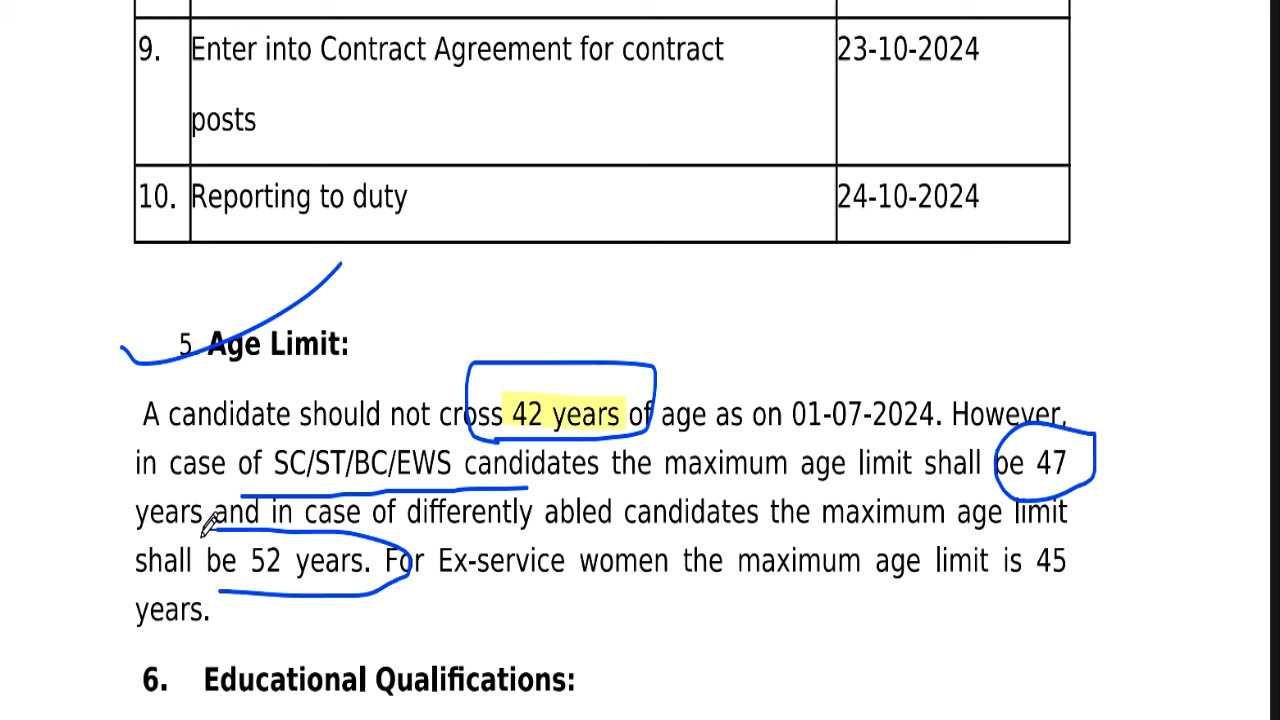 9. Enter into Contract Agreement for contract 23-10-2024
posts
10. Reporting to duty 24-10-2024
5. Age Limit:
A candidate should not cross 42 years of age as on 01-07-2024. However,
in case of SC/ST/BC/EWS candidates the maximum age limit shall be 47
years and in case of differently abled candidates the maximum age limit
shall be 52 years. For Ex-service women the maximum age limit is 45
years.
6. Educational Qualifications: